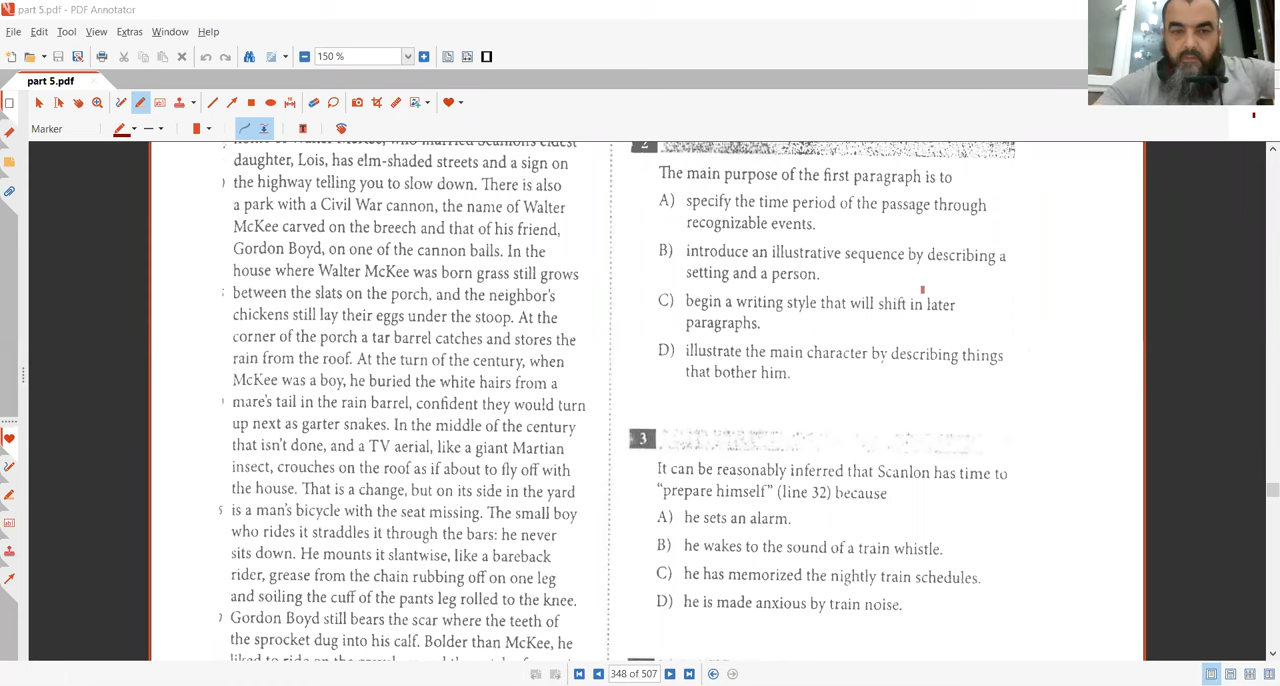 part 5.pdf - PDF Annotator
File Edit Tool View Extras Window Help
150 %
part 5.pdf
Marker
daughter, Lois, has elm-shaded streets and a sign on
the highway telling you to slow down. There is also
a park with a Civil War cannon, the name of Walter
McKee carved on the breech and that of his friend,
Gordon Boyd, on one of the cannon balls. In the
house where Walter McKee was born grass still grows
between the slats on the porch, and the neighbor's
chickens still lay their eggs under the stoop. At the
corner of the porch a tar barrel catches and stores the
rain from the roof. At the turn of the century, when
McKee was a boy, he buried the white hairs from a
mare's tail in the rain barrel, confident they would turn
up next as garter snakes. In the middle of the century
that isn't done, and a TV aerial, like a giant Martian
insect, crouches on the roof as if about to fly off with
the house. That is a change, but on its side in the yard
is a man's bicycle with the seat missing. The small boy
who rides it straddles it through the bars: he never
sits down. He mounts it slantwise, like a bareback
rider, grease from the chain rubbing off on one leg
and soiling the cuff of the pants leg rolled to the knee.
Gordon Boyd still bears the scar where the teeth of
the sprocket dug into his calf. Bolder than McKee, he
2
The main purpose of the first paragraph is to
A) specify the time period of the passage through
recognizable events.
B) introduce an illustrative sequence by describing a
setting and a person.
C) begin a writing style that will shift in later
paragraphs.
D) illustrate the main character by describing things
that bother him.
3
It can be reasonably inferred that Scanlon has time to
"prepare himself" (line 32) because
A) he sets an alarm.
B) he wakes to the sound of a train whistle.
C) he has memorized the nightly train schedules.
D) he is made anxious by train noise.
348 of 507